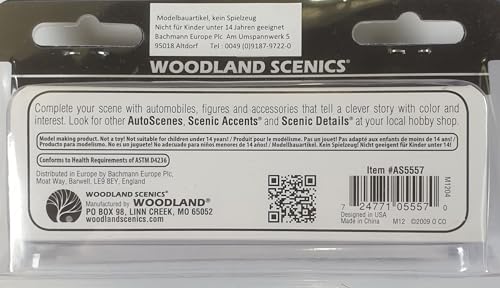 Modelbauartikel, kein Spielzeug
Nicht für Kinder unter 14 Jahren geeignet
Bachmann Europe Plc Am Umspannwerk 5
95018 Altdorf Tel : 0049 (0)9187-9722-0
WOODLAND SCENICS®
Complete your scene with automobiles, figures and accessories that tell a clever story with color and
interest. Look for other AutoScenes, Scenic Accents® and Scenic Details® at your local hobby shop.
Model making product. Not a toy! Not suitable for children under 14 years! / Produit pour le modelisme. Pas un jouet! Pas adapté aux enfants de moins de 14 an/
Producto para modelismo. No es un juguete! No adecuado para niños menores de 14 años! / Modelbauartikel. Kein Spielzeug! Nicht geeignet fur Kinder unter 14 Jahre!
Conforms to Health Requirements of ASTM D4236
Item #AS5557
Distributed in Europe by Bachmann Europe Plc,
Moat Way, Barwell, LE9 8EY, England
M1204
WOODLAND SCENICS®
Manufactured by WOODLAND®
PO BOX 98, LINN CREEK, MO 65052
woodlandscenics.com
7 24771 05557 0
Designed in USA
Made in China M12 ©2009 O CO